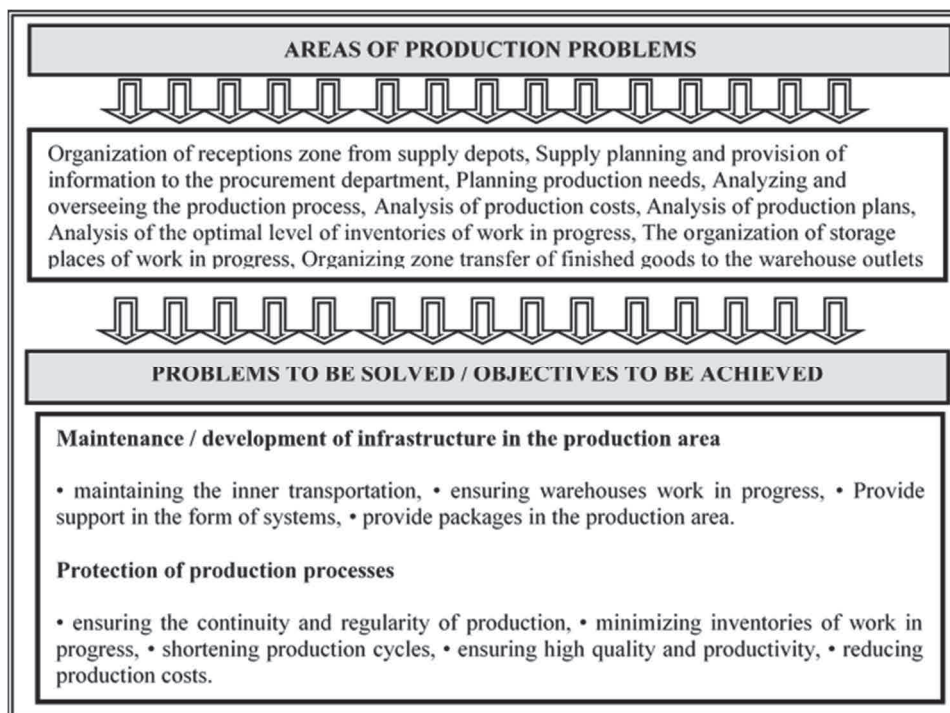 AREAS OF PRODUCTION PROBLEMS
Organization of receptions zone from supply depots, Supply planning and provision of
information to the procurement department, Planning production needs, Analyzing and
overseeing the production process, Analysis of production costs, Analysis of production plans,
Analysis of the optimal level of inventories of work in progress, The organization of storage
places of work in progress, Organizing zone transfer of finished goods to the warehouse outlets
PROBLEMS TO BE SOLVED / OBJECTIVES TO BE ACHIEVED
Maintenance / development of infrastructure in the production area
• maintaining the inner transportation, • ensuring warehouses work in progress, • Provide
support in the form of systems, • provide packages in the production area.
Protection of production processes
• ensuring the continuity and regularity of production, • minimizing inventories of work in
progress, • shortening production cycles, • ensuring high quality and productivity, • reducing
production costs.